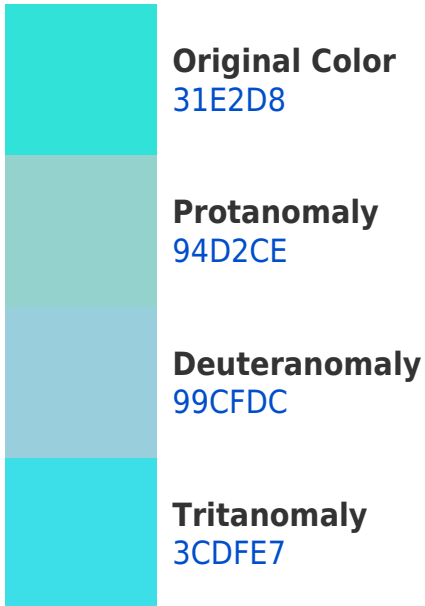 Original Color
31E2D8
Protanomaly
94D2CE
Deuteranomaly
99CFDC
Tritanomaly
3CDFE7